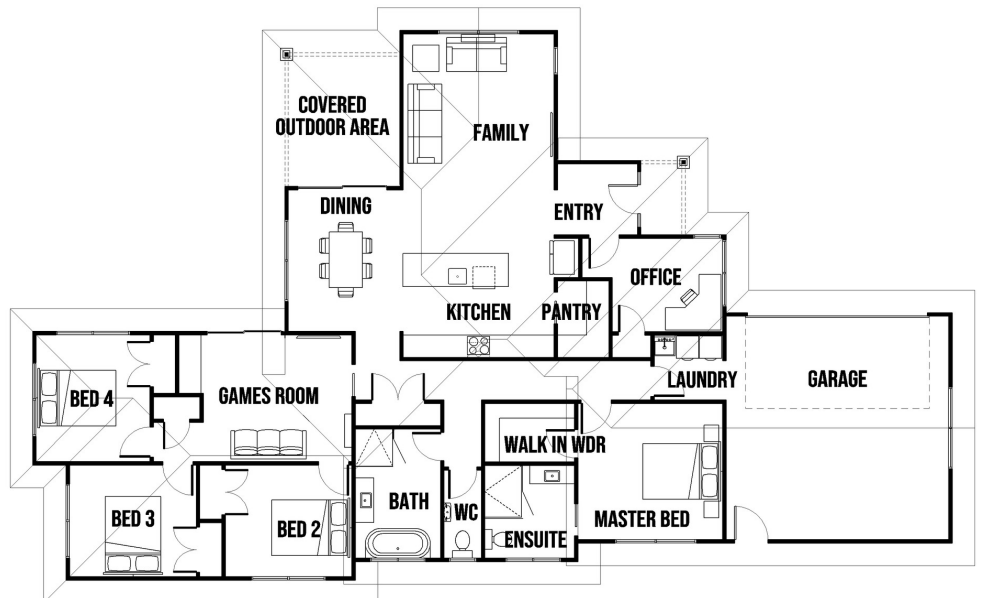 COVERED
OUTDOOR AREA
FAMILY
DINING
ENTRY
OFFICE
KITCHEN
PANTRY
LAUNDRY
GARAGE
BED 4
GAMES ROOM
WALK IN WDR
BATH
WC
BED 3
BED 2
ENSUITE
MASTER BED